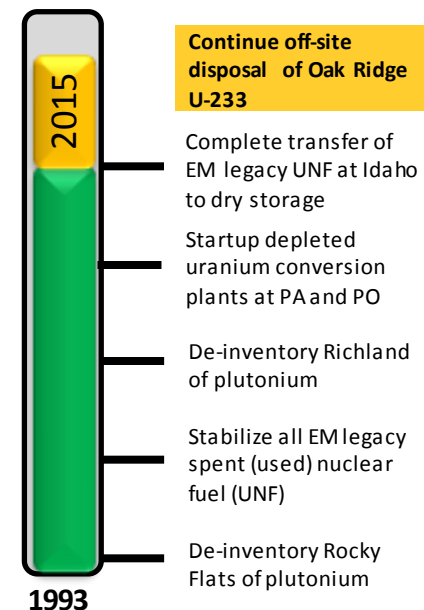 2015
Continue off-site
disposal of Oak Ridge
U-233
Complete transfer of
EM legacy UNF at Idaho
to dry storage
Startup depleted
uranium conversion
plants at PA and PO
De-inventory Richland
of plutonium
Stabilize all EM legacy
spent (used) nuclear
fuel (UNF)
De-inventory Rocky
Flats of plutonium
1993